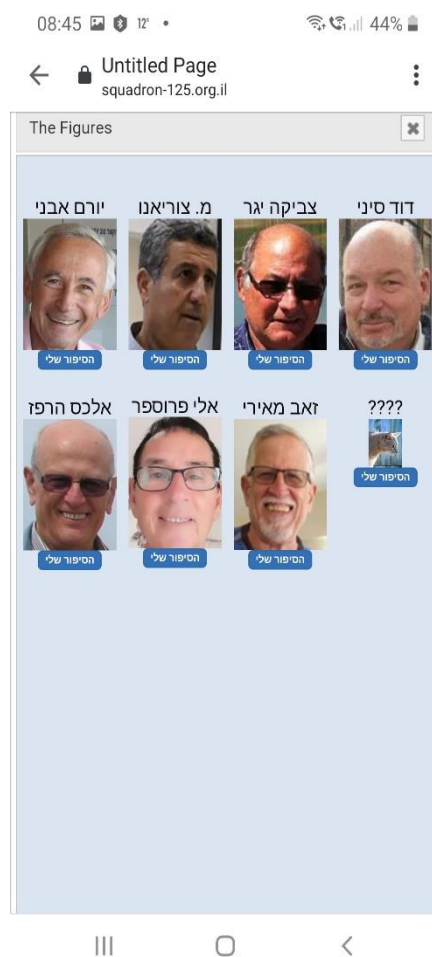 08:45 12° 44%
Untitled Page
squadron-125.org.il
The Figures
דוד סיני צביקה יגר מ. צוריאנו יורם אבני
הסיפור שלי הסיפור שלי הסיפור שלי הסיפור שלי
???? זאב מאירי אלי פרוספר אלכס הרפז
הסיפור שלי הסיפור שלי הסיפור שלי הסיפור שלי